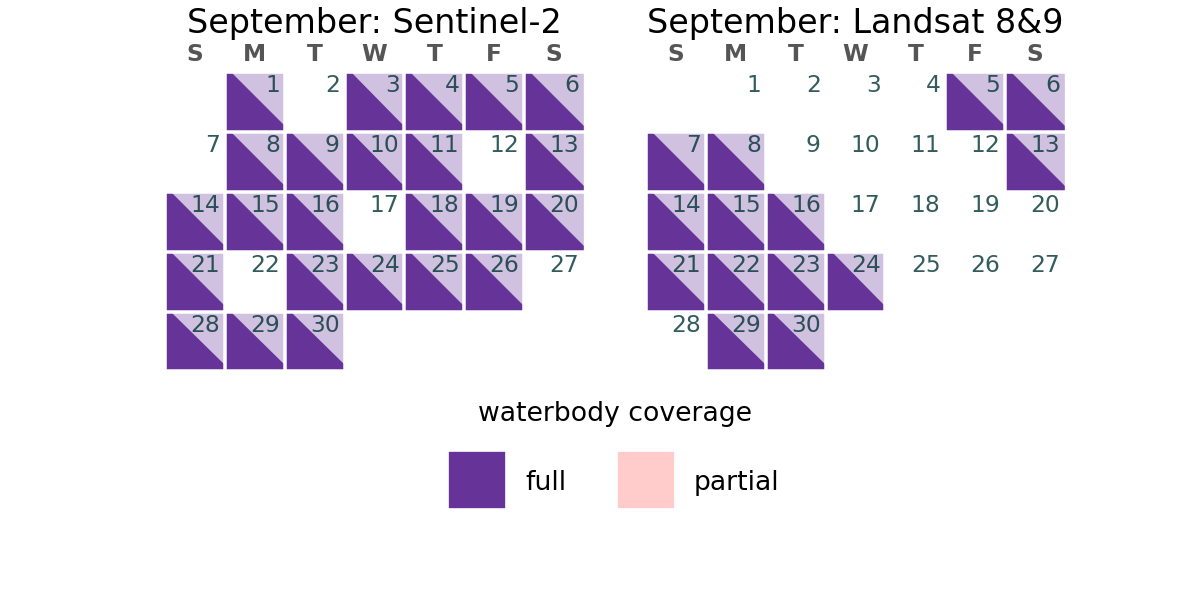 September: Sentinel-2
S M T W T F S
1 2 3 4 5 6
7 8 9 10 11 12 13
14 15 16 17 18 19 20
21 22 23 24 25 26 27
28 29 30
September: Landsat 8&9
S M T W T F S
1 2 3 4 5 6
7 8 9 10 11 12 13
14 15 16 17 18 19 20
21 22 23 24 25 26 27
28 29 30
waterbody coverage
full partial